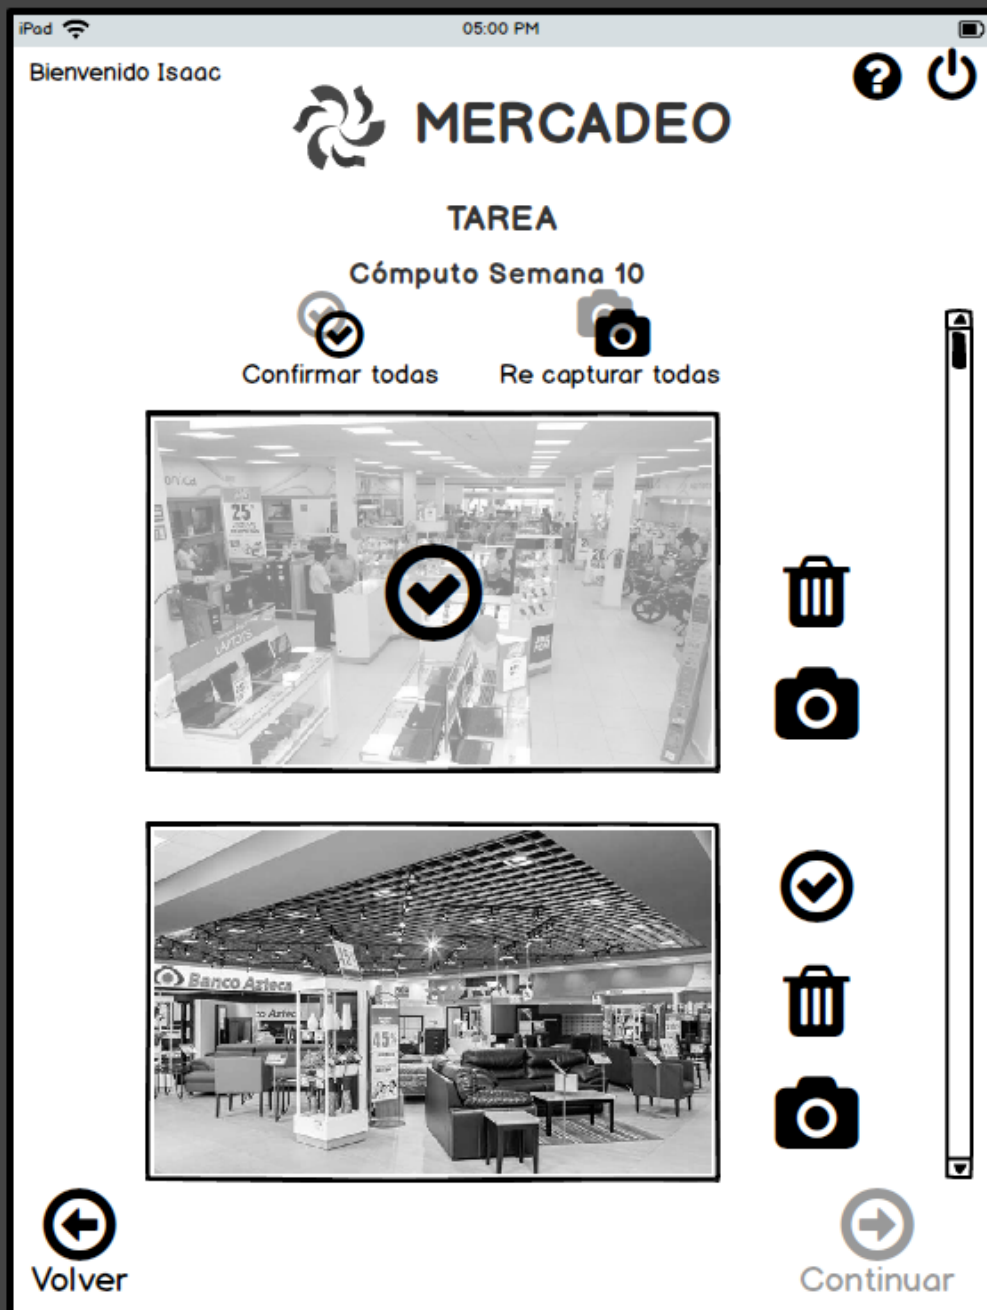 iPad
05:00 PM
Bienvenido Isaac
MERCADEO
TAREA
Cómputo Semana 10
Confirmar todas
Re capturar todas
25
LAPTOPS
Banco Azteca
45%
Volver
Continuar